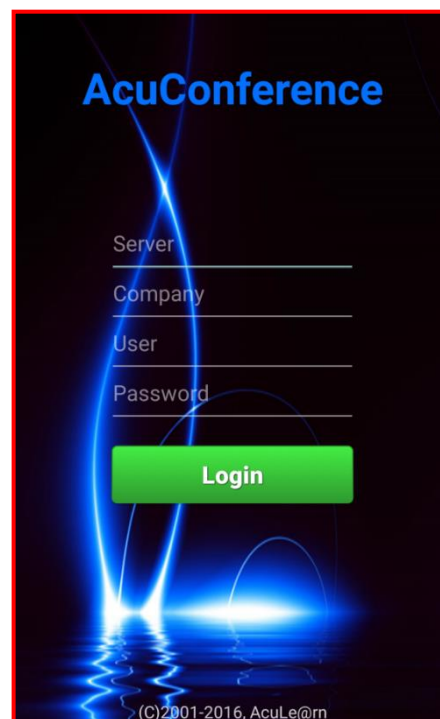 AcuConference
Server
Company
User
Password
Login
(C)2001-2016, AcuLe@rn